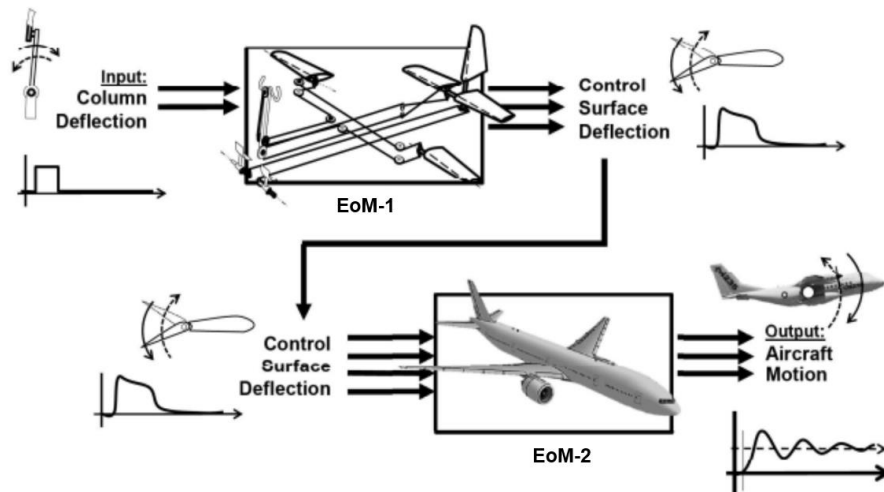 Input:
Column
Deflection
Control
Surface
Deflection
EoM-1
Control
Surface
Deflection
Output:
Aircraft
Motion
EoM-2